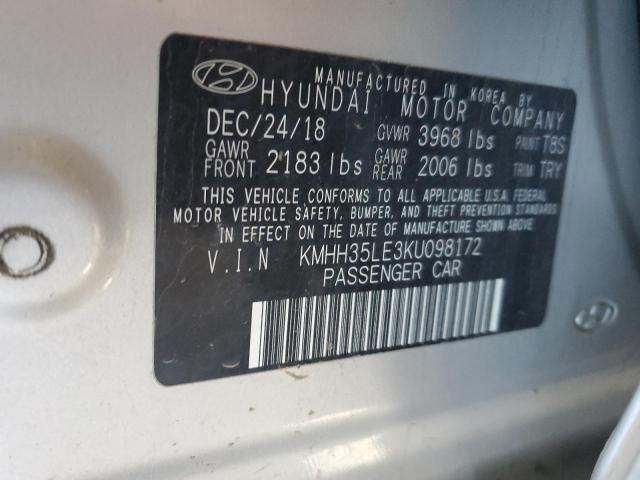 MANUFACTURED IN KOREA BY
HYUNDAI MOTOR COMPANY
DEC/24/18 GVWR 3968 lbs PAINT T8S
GAWR FRONT 2183 lbs GAWR REAR 2006 lbs TRIM TRY
THIS VEHICLE CONFORMS TO ALL APPLICABLE U.S.A. FEDERAL
MOTOR VEHICLE SAFETY, BUMPER, AND THEFT PREVENTION STANDARDS
IN EFFECT ON THE DATE OF MANUFACTURE SHOWN ABOVE.
V.I.N KMHH35LE3KU098172
PASSENGER CAR